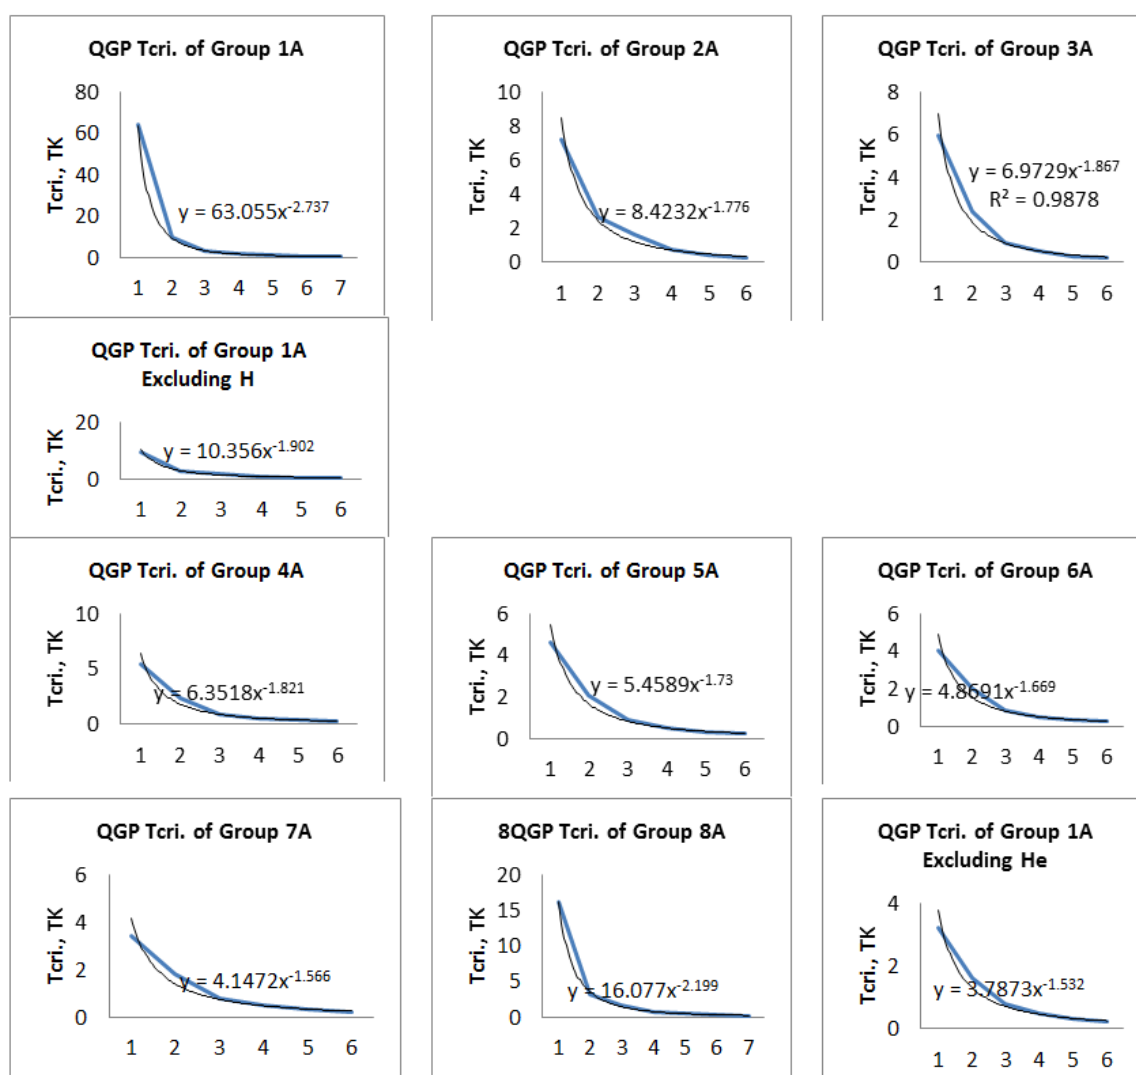 QGP Tcri. of Group 1A
Tcri., TK
80
60
40
20
0
y = 63.055x^-2.737
1 2 3 4 5 6 7
QGP Tcri. of Group 2A
Tcri., TK
10
8
6
4
2
0
y = 8.4232x^-1.776
1 2 3 4 5 6
QGP Tcri. of Group 3A
Tcri., TK
8
6
4
2
0
y = 6.9729x^-1.867
R² = 0.9878
1 2 3 4 5 6
QGP Tcri. of Group 1A
Excluding H
Tcri., TK
20
0
y = 10.356x^-1.902
1 2 3 4 5 6
QGP Tcri. of Group 4A
Tcri., TK
10
5
0
y = 6.3518x^-1.821
1 2 3 4 5 6
QGP Tcri. of Group 5A
Tcri., TK
6
4
2
0
y = 5.4589x^-1.73
1 2 3 4 5 6
QGP Tcri. of Group 6A
Tcri., TK
6
4
2
0
y = 4.8691x^-1.669
1 2 3 4 5 6
QGP Tcri. of Group 7A
Tcri., TK
6
4
2
0
y = 4.1472x^-1.566
1 2 3 4 5 6
8QGP Tcri. of Group 8A
Tcri., TK
20
15
10
5
0
y = 16.077x^-2.199
1 2 3 4 5 6 7
QGP Tcri. of Group 1A
Excluding He
Tcri., TK
4
2
0
y = 3.7873x^-1.532
1 2 3 4 5 6